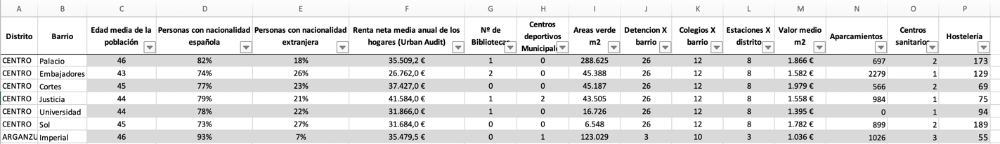 A B C D E F G H I J K L M N O P
Distrito Barrio Edad media de la población Personas con nacionalidad española Personas con nacionalidad extranjera Renta neta media anual de los hogares (Urban Audit) Nº de Bibliotecas Centros deportivos Municipale Areas verde m2 Detencion X barrio Colegios X barrio Estaciones X distrito Valor medio m2 Aparcamientos Centros sanitarios Hostelería
CENTRO Palacio 46 82% 18% 35.509,2 € 1 0 288.625 26 12 8 1.866 € 697 2 173
CENTRO Embajadores 43 74% 26% 26.762,0 € 2 0 45.388 26 12 8 1.582 € 2279 1 129
CENTRO Cortes 45 77% 23% 37.427,0 € 0 0 45.187 26 12 8 1.979 € 566 2 69
CENTRO Justicia 44 79% 21% 41.584,0 € 1 2 43.505 26 12 8 1.558 € 984 1 75
CENTRO Universidad 44 78% 22% 31.866,0 € 1 0 16.726 26 12 8 1.395 € 0 1 94
CENTRO Sol 45 73% 27% 31.684,0 € 0 0 6.548 26 12 8 1.782 € 899 2 189
ARGANZU Imperial 46 93% 7% 35.479,5 € 0 1 123.029 3 10 3 1.036 € 1026 3 55